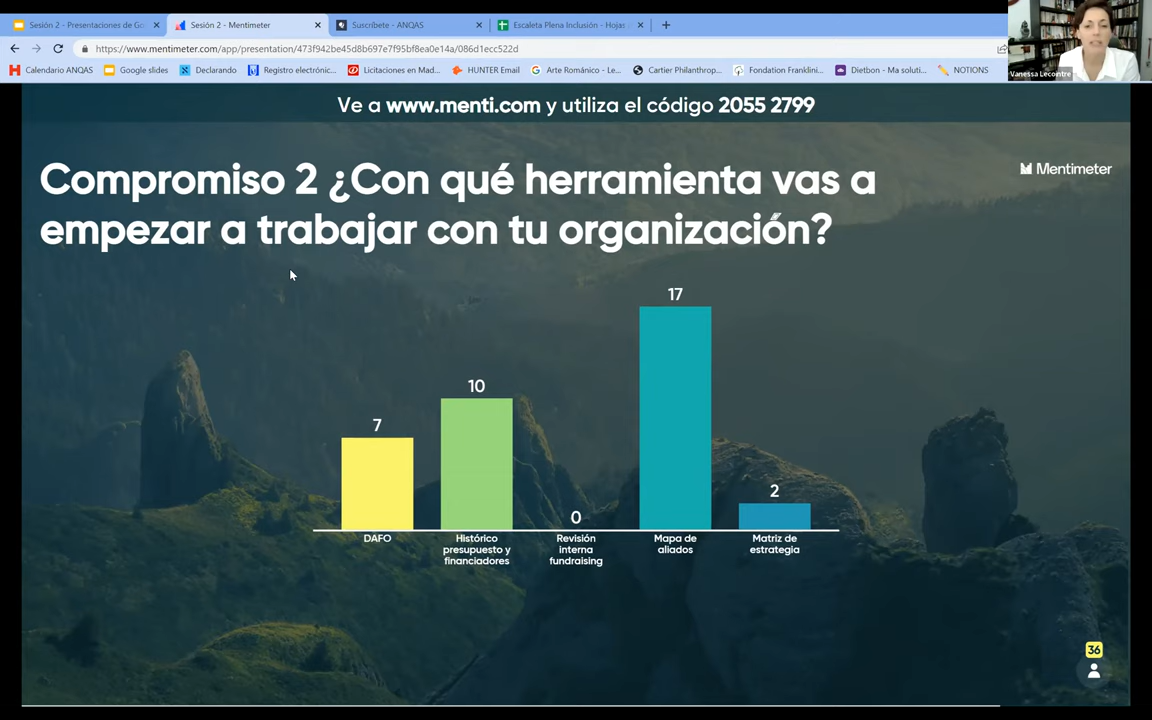 Sesión 2 - Presentaciones de Go
Sesión 2 - Mentimeter
Suscríbete - ANQAS
Escaleta Plena Inclusión - Hojas
https://www.mentimeter.com/app/presentation/473f942be45d8b697e7f95bf8ea0e14a/086d1ecc522d
Calendario ANQAS
Google slides
Declarando
Registro electrónic...
Licitaciones en Mad...
HUNTER Email
Arte Románico - Le...
Cartier Philanthrop...
Fondation Franklini...
Dietbon - Ma soluti...
NOTIONS
Vanessa Lecointre
Ve a www.menti.com y utiliza el código 2055 2799
Compromiso 2 ¿Con qué herramienta vas a
empezar a trabajar con tu organización?
Mentimeter
7
10
0
17
2
DAFO
Histórico
presupuesto y
financiadores
Revisión
interna
fundraising
Mapa de
aliados
Matriz de
estrategia
36